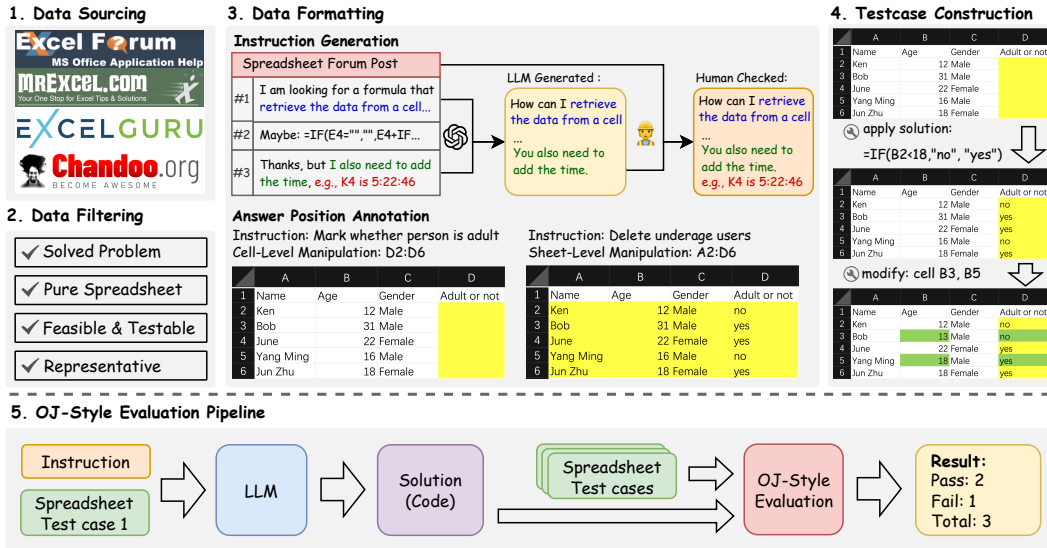 1. Data Sourcing
Excel Forum
MS Office Application Help
MREXCEL.COM
Your One Stop for Excel Tips & Solutions
EXCELGURU
Chandoo.org
BECOME AWESOME
2. Data Filtering
Solved Problem
Pure Spreadsheet
Feasible & Testable
Representative
3. Data Formatting
Instruction Generation
Spreadsheet Forum Post
#1
I am looking for a formula that
retrieve the data from a cell...
#2
Maybe: =IF(E4="","",E4+IF...
#3
Thanks, but I also need to add
the time, e.g., K4 is 5:22:46
LLM Generated :
How can I retrieve
the data from a cell
...
You also need to
add the time.
Human Checked:
How can I retrieve
the data from a cell
...
You also need to
add the time.
e.g., K4 is 5:22:46
Answer Position Annotation
Instruction: Mark whether person is adult
Cell-Level Manipulation: D2:D6
A B C D
1 Name Age Gender Adult or not
2 Ken 12 Male
3 Bob 31 Male
4 June 22 Female
5 Yang Ming 16 Male
6 Jun Zhu 18 Female
Instruction: Delete underage users
Sheet-Level Manipulation: A2:D6
A B C D
1 Name Age Gender Adult or not
2 Ken 12 Male no
3 Bob 31 Male yes
4 June 22 Female yes
5 Yang Ming 16 Male no
6 Jun Zhu 18 Female yes
4. Testcase Construction
A B C D
1 Name Age Gender Adult or not
2 Ken 12 Male
3 Bob 31 Male
4 June 22 Female
5 Yang Ming 16 Male
6 Jun Zhu 18 Female
apply solution:
=IF(B2<18,"no", "yes")
A B C D
1 Name Age Gender Adult or not
2 Ken 12 Male no
3 Bob 31 Male yes
4 June 22 Female yes
5 Yang Ming 16 Male no
6 Jun Zhu 18 Female yes
modify: cell B3, B5
A B C D
1 Name Age Gender Adult or not
2 Ken 12 Male no
3 Bob 13 Male no
4 June 22 Female yes
5 Yang Ming 18 Male yes
6 Jun Zhu 18 Female yes
5. OJ-Style Evaluation Pipeline
Instruction
Spreadsheet
Test case 1
LLM
Solution
(Code)
Spreadsheet
Test cases
OJ-Style
Evaluation
Result:
Pass: 2
Fail: 1
Total: 3